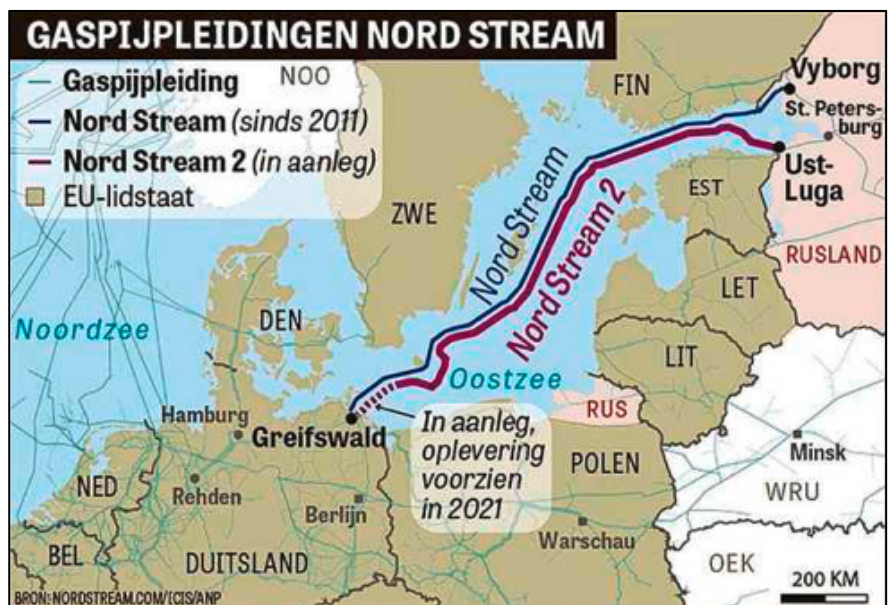 GASPIJPLEIDINGEN NORD STREAM
Gaspijpleiding
Nord Stream (sinds 2011)
Nord Stream 2 (in aanleg)
EU-lidstaat
NOO
FIN
Vyborg
St. Peters-
burg
Ust-
Luga
ZWE
EST
Nord Stream
Nord Stream 2
RUSLAND
LET
Noordzee
DEN
LIT
Oostzee
RUS
Hamburg
Greifswald
In aanleg,
oplevering
voorzien
in 2021
POLEN
Minsk
WRU
NED
Rehden
Berlijn
Warschau
BEL
DUITSLAND
OEK
200 KM
BRON: NORDSTREAM.COM/ICIS/ANP